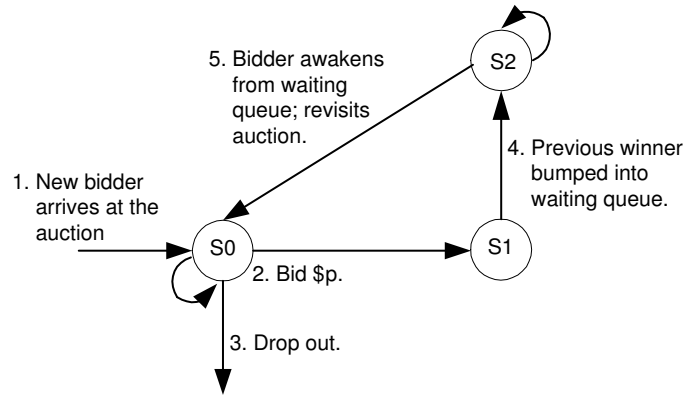 5. Bidder awakens
from waiting
queue; revisits
auction.
S2
4. Previous winner
bumped into
waiting queue.
1. New bidder
arrives at the
auction
S0
2. Bid $p.
S1
3. Drop out.